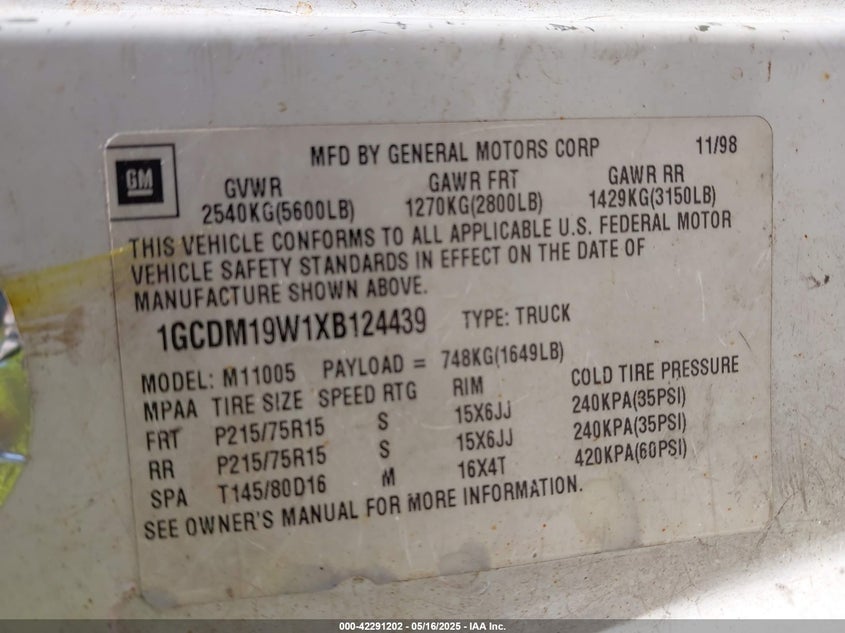 MFD BY GENERAL MOTORS CORP 11/98
GM
GVWR GAWR FRT GAWR RR
2540KG(5600LB) 1270KG(2800LB) 1429KG(3150LB)
THIS VEHICLE CONFORMS TO ALL APPLICABLE U.S. FEDERAL MOTOR
VEHICLE SAFETY STANDARDS IN EFFECT ON THE DATE OF
MANUFACTURE SHOWN ABOVE.
1GCDM19W1XB124439 TYPE: TRUCK
MODEL: M11005 PAYLOAD = 748KG(1649LB)
MPAA TIRE SIZE SPEED RTG RIM COLD TIRE PRESSURE
FRT P215/75R15 S 15X6JJ 240KPA(35PSI)
RR P215/75R15 S 15X6JJ 240KPA(35PSI)
SPA T145/80D16 M 16X4T 420KPA(60PSI)
SEE OWNER'S MANUAL FOR MORE INFORMATION.
000-42291202 - 05/16/2025 - IAA Inc.